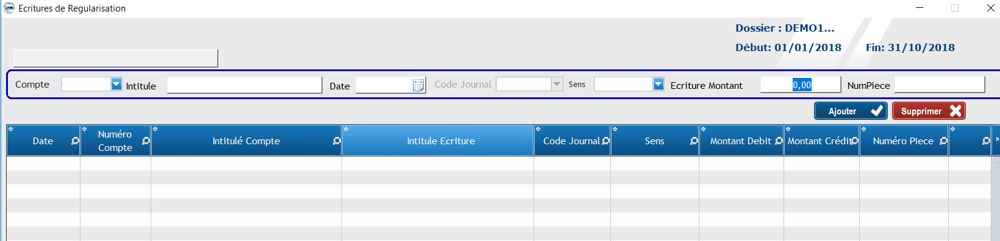 Ecritures de Regularisation
Dossier : DEMO1...
Début: 01/01/2018 Fin: 31/10/2018
Compte Intitule Date Code Journal Sens Ecriture Montant 0,00 NumPiece
Ajouter Supprimer
Date Numéro Compte Intitulé Compte Intitule Ecriture Code Journal Sens Montant Debit Montant Crédit Numéro Piece